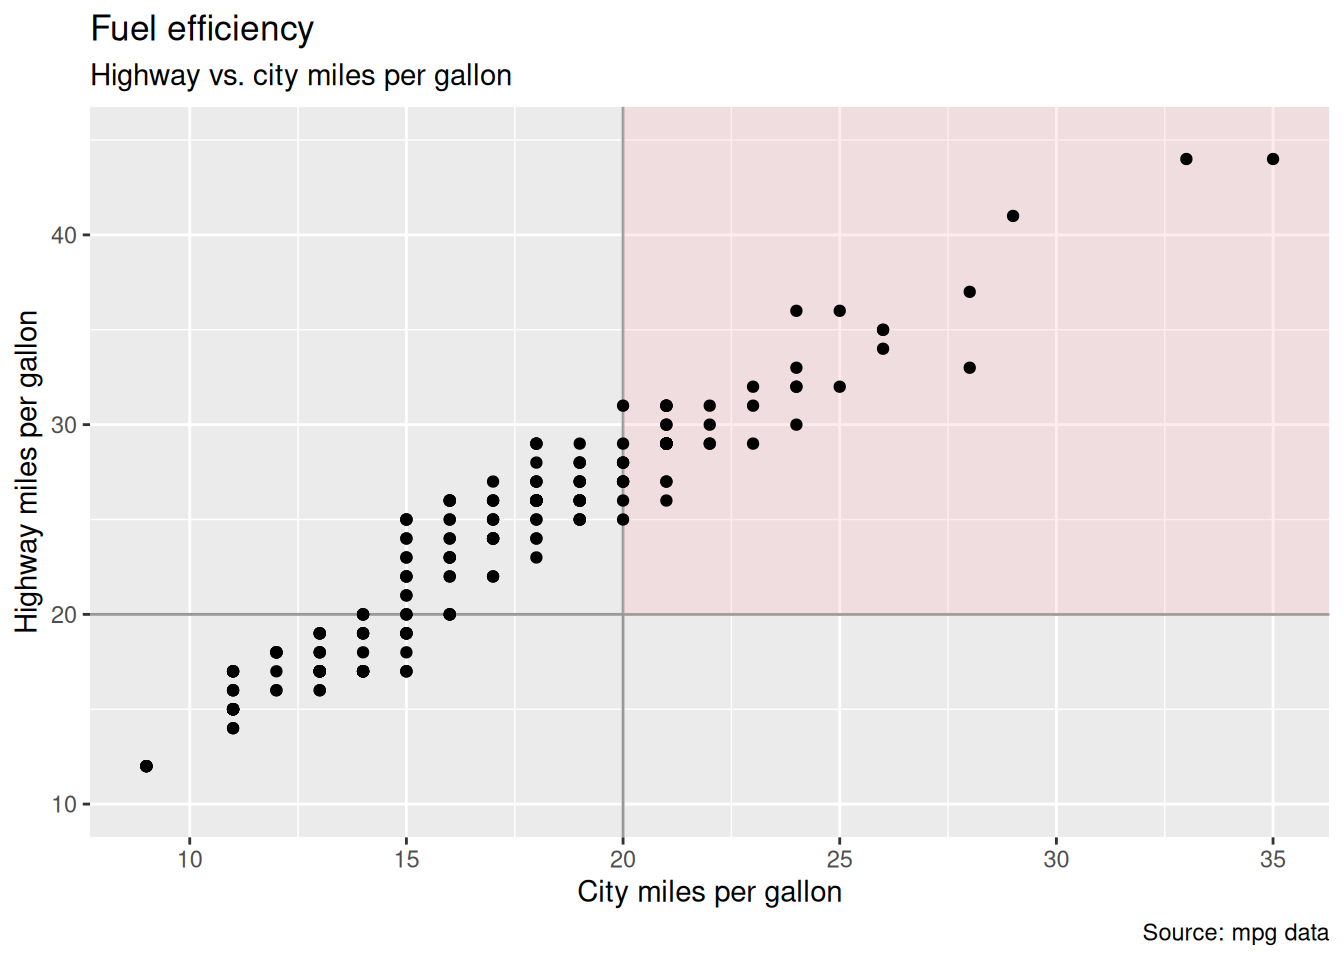 Fuel efficiency
Highway vs. city miles per gallon
Highway miles per gallon
40
30
20
10
10 15 20 25 30 35
City miles per gallon
Source: mpg data